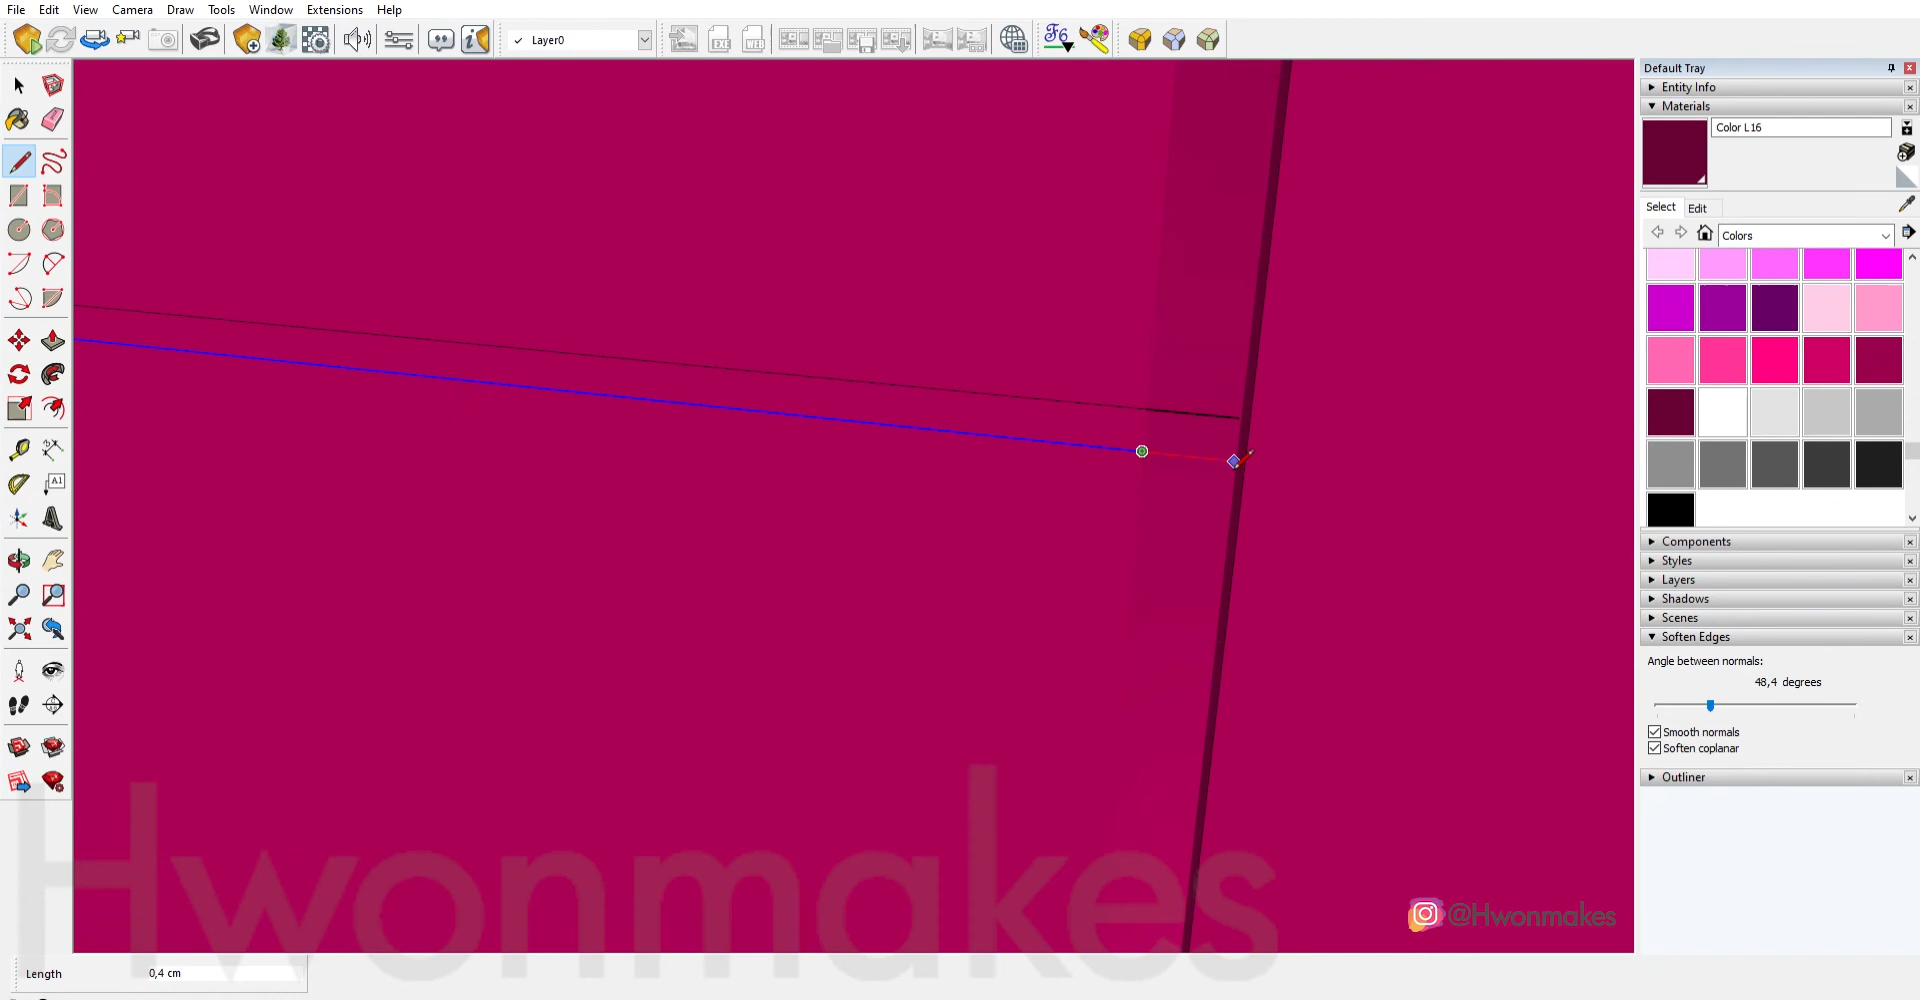 File Edit View Camera Draw Tools Window Extensions Help
Layer0
Default Tray
Entity Info
Materials
Color L16
Select Edit
Colors
Components
Styles
Layers
Shadows
Scenes
Soften Edges
Angle between normals:
48,4 degrees
Smooth normals
Soften coplanar
Outliner
A1
Hwonmakes
@Hwonmakes
Length 0,4 cm